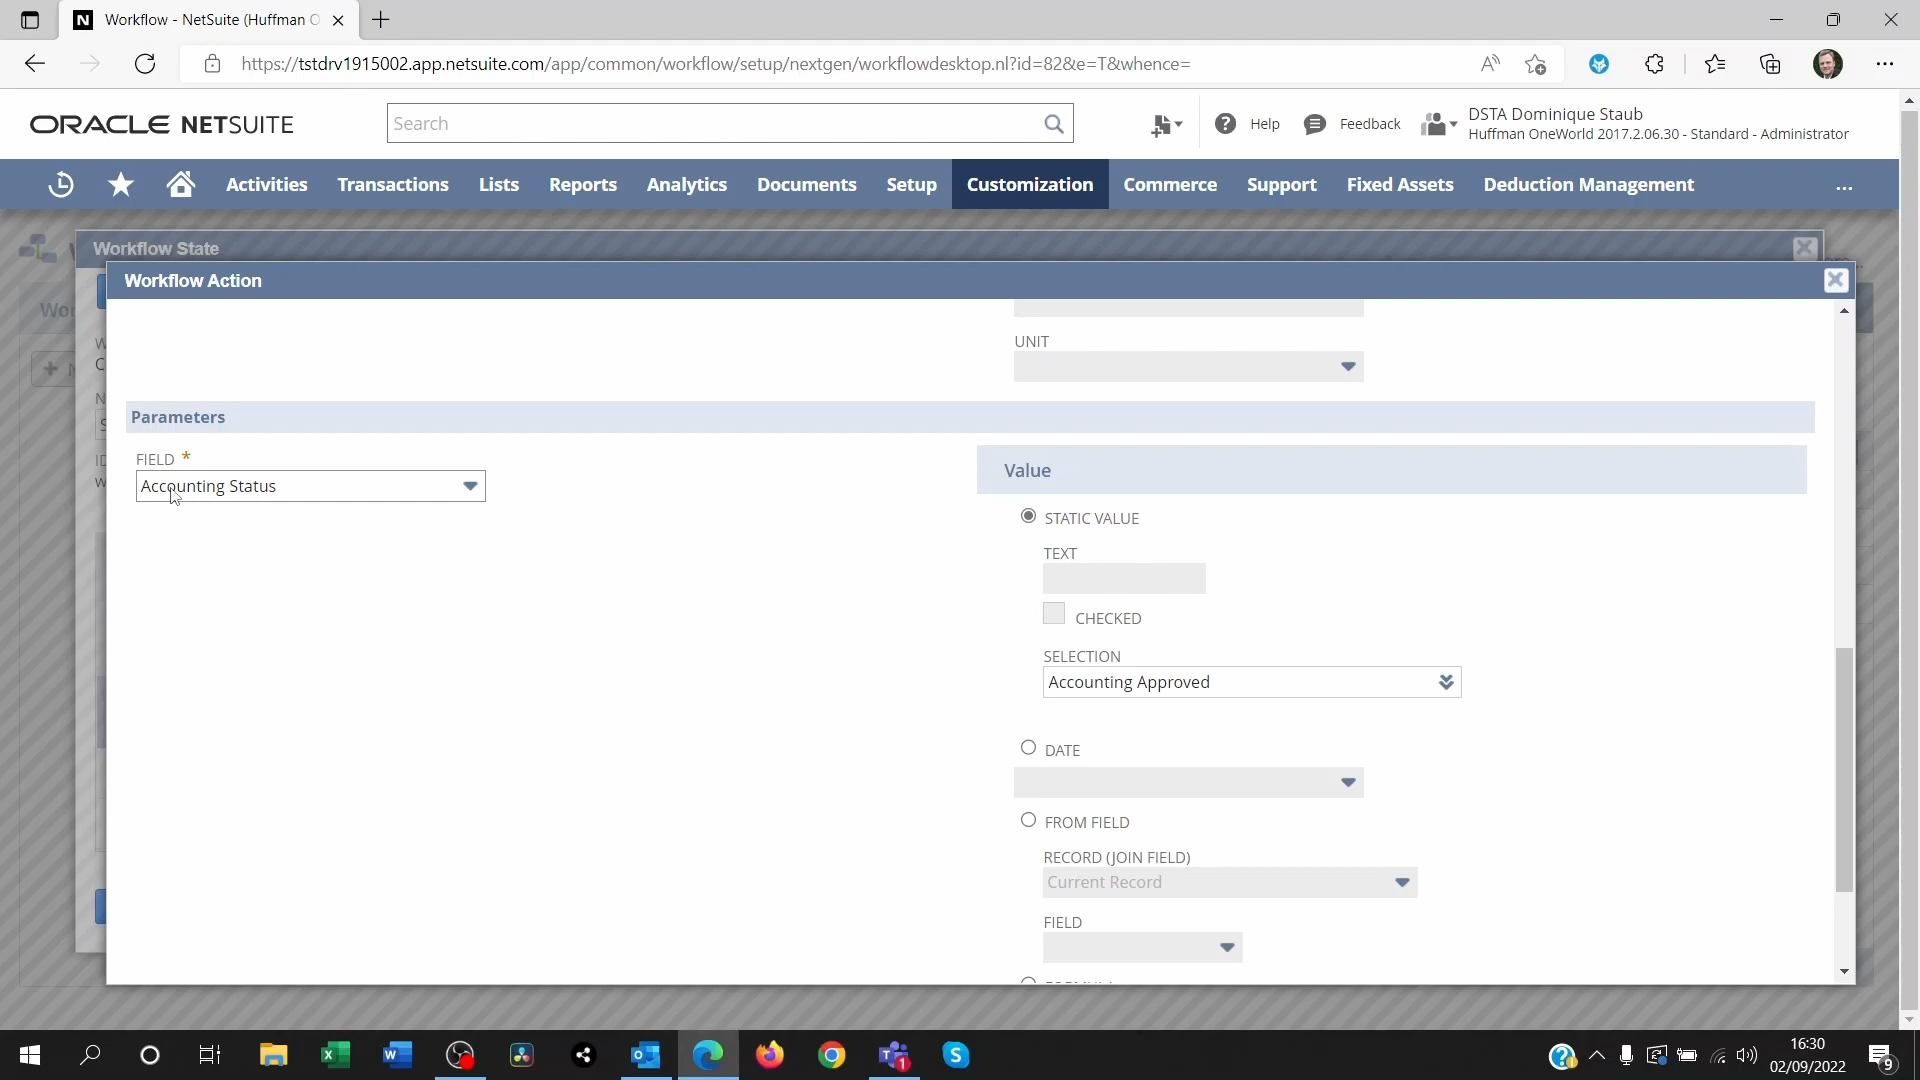 Workflow - NetSuite (Huffman O
https://tstdrv1915002.app.netsuite.com/app/common/workflow/setup/nextgen/workflowdesktop.nl?id=82&e=T&whence=
ORACLE NETSUITE
Search
Help
Feedback
DSTA Dominique Staub
Huffman OneWorld 2017.2.06.30 - Standard - Administrator
Activities
Transactions
Lists
Reports
Analytics
Documents
Setup
Customization
Commerce
Support
Fixed Assets
Deduction Management
...
Workflow State
Workflow Action
UNIT
Parameters
FIELD *
Accounting Status
Value
STATIC VALUE
TEXT
CHECKED
SELECTION
Accounting Approved
DATE
FROM FIELD
RECORD (JOIN FIELD)
Current Record
FIELD
16:30
02/09/2022
9